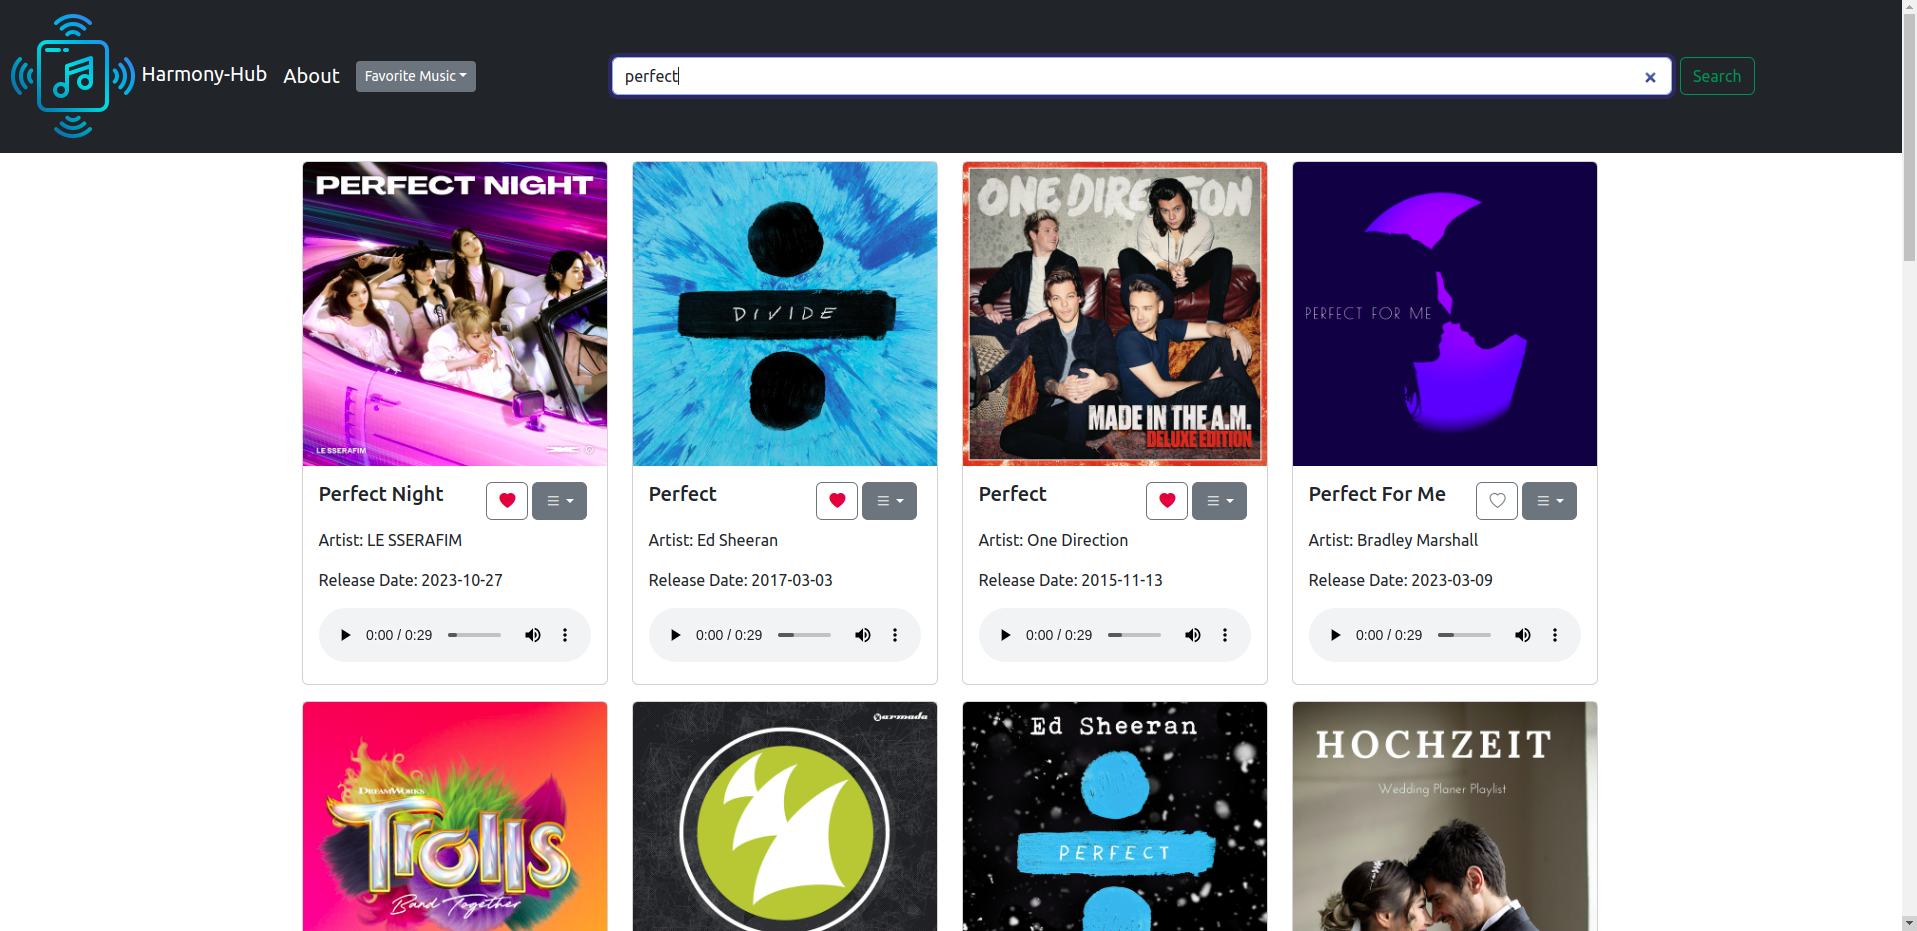 Harmony-Hub
About
Favorite Music
perfect
Search
PERFECT NIGHT
LE SSERAFIM
DIVIDE
ONE DIRECTION
MADE IN THE A.M.
DELUXE EDITION
PERFECT FOR ME
Perfect Night
Artist: LE SSERAFIM
Release Date: 2023-10-27
0:00 / 0:29
Perfect
Artist: Ed Sheeran
Release Date: 2017-03-03
0:00 / 0:29
Perfect
Artist: One Direction
Release Date: 2015-11-13
0:00 / 0:29
Perfect For Me
Artist: Bradley Marshall
Release Date: 2023-03-09
0:00 / 0:29
DREAMWORKS
Trolls
Band Together
armada
Ed Sheeran
PERFECT
HOCHZEIT
Wedding Planer Playlist